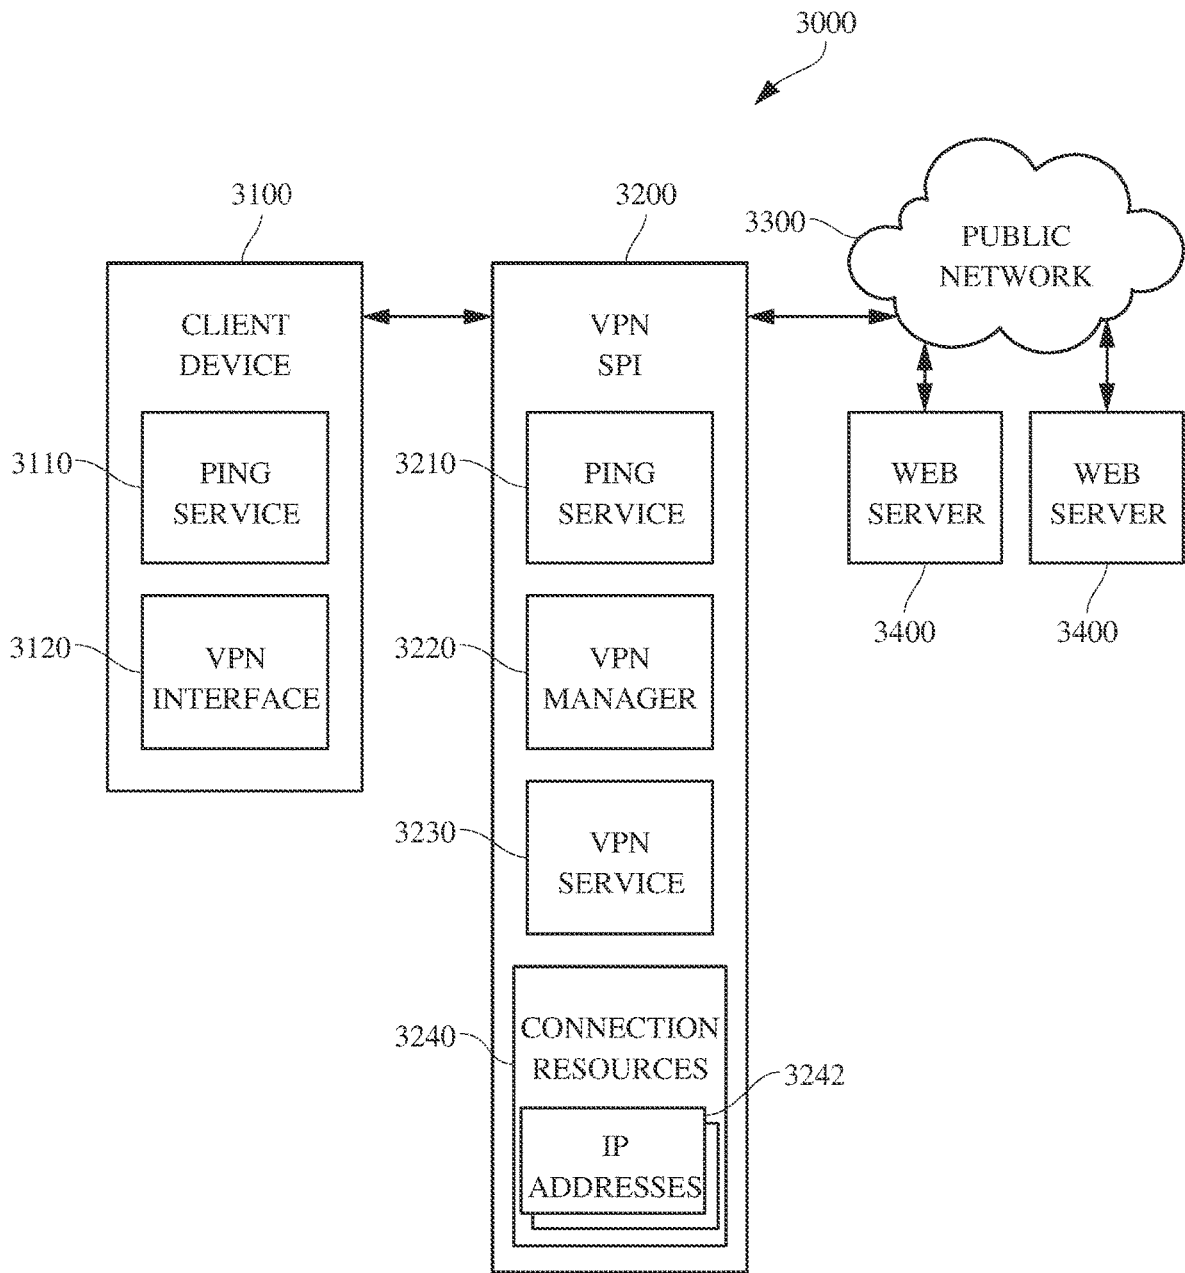 3000
3100
3200
3300
PUBLIC
NETWORK
CLIENT
DEVICE
VPN
SPI
3110
PING
SERVICE
3210
PING
SERVICE
WEB
SERVER
WEB
SERVER
3400
3400
3120
VPN
INTERFACE
3220
VPN
MANAGER
3230
VPN
SERVICE
3240
CONNECTION
RESOURCES
3242
IP
ADDRESSES